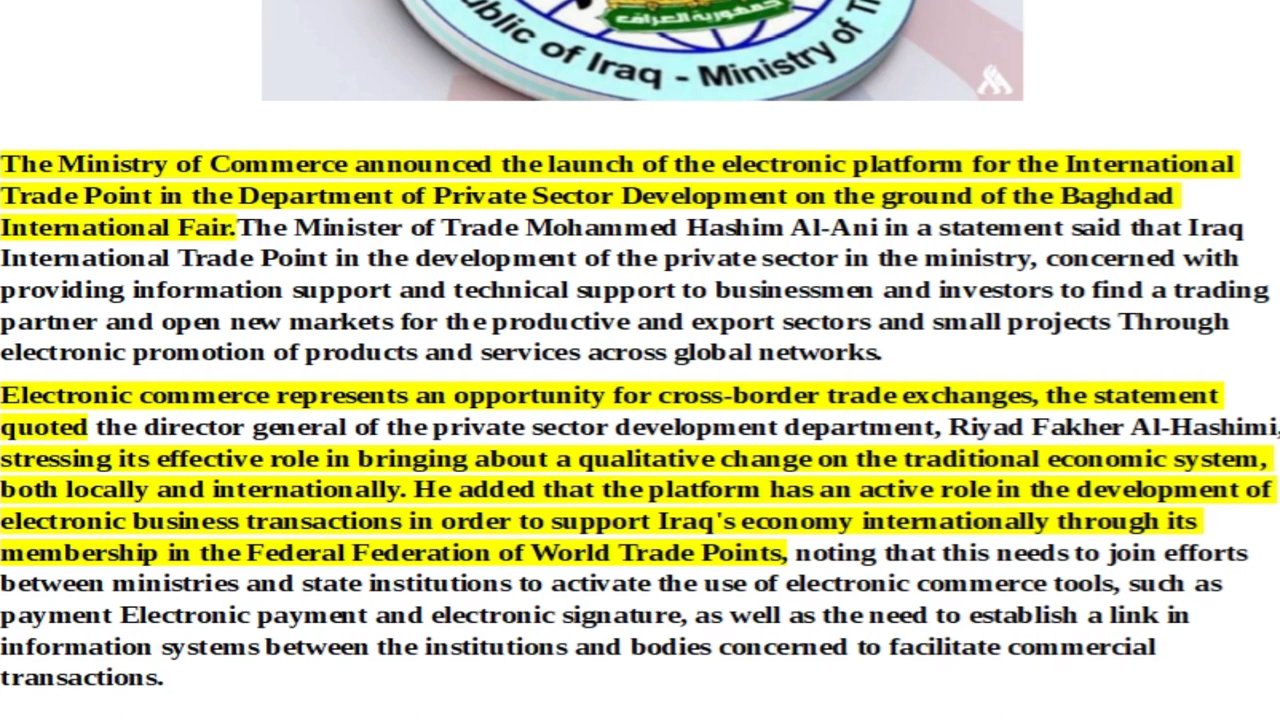 جمهورية العراق
ublic of Iraq - Ministry of T
The Ministry of Commerce announced the launch of the electronic platform for the International
Trade Point in the Department of Private Sector Development on the ground of the Baghdad
International Fair.The Minister of Trade Mohammed Hashim Al-Ani in a statement said that Iraq
International Trade Point in the development of the private sector in the ministry, concerned with
providing information support and technical support to businessmen and investors to find a trading
partner and open new markets for the productive and export sectors and small projects Through
electronic promotion of products and services across global networks.
Electronic commerce represents an opportunity for cross-border trade exchanges, the statement
quoted the director general of the private sector development department, Riyad Fakher Al-Hashimi,
stressing its effective role in bringing about a qualitative change on the traditional economic system,
both locally and internationally. He added that the platform has an active role in the development of
electronic business transactions in order to support Iraq's economy internationally through its
membership in the Federal Federation of World Trade Points, noting that this needs to join efforts
between ministries and state institutions to activate the use of electronic commerce tools, such as
payment Electronic payment and electronic signature, as well as the need to establish a link in
information systems between the institutions and bodies concerned to facilitate commercial
transactions.